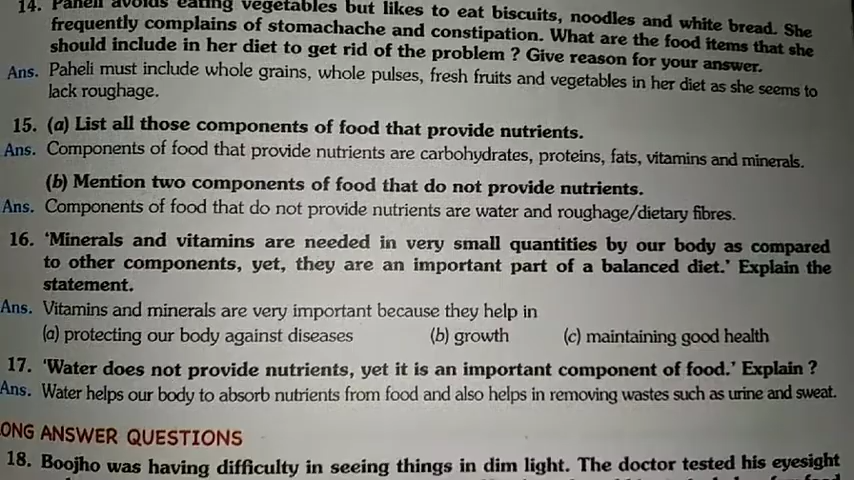 14. Paheli avoids eating vegetables but likes to eat biscuits, noodles and white bread. She
frequently complains of stomachache and constipation. What are the food items that she
should include in her diet to get rid of the problem ? Give reason for your answer.
Ans. Paheli must include whole grains, whole pulses, fresh fruits and vegetables in her diet as she seems to
lack roughage.
15. (a) List all those components of food that provide nutrients.
Ans. Components of food that provide nutrients are carbohydrates, proteins, fats, vitamins and minerals.
(b) Mention two components of food that do not provide nutrients.
Ans. Components of food that do not provide nutrients are water and roughage/dietary fibres.
16. 'Minerals and vitamins are needed in very small quantities by our body as compared
to other components, yet, they are an important part of a balanced diet.' Explain the
statement.
Ans. Vitamins and minerals are very important because they help in
(a) protecting our body against diseases (b) growth (c) maintaining good health
17. 'Water does not provide nutrients, yet it is an important component of food.' Explain ?
Ans. Water helps our body to absorb nutrients from food and also helps in removing wastes such as urine and sweat.
ONG ANSWER QUESTIONS
18. Boojho was having difficulty in seeing things in dim light. The doctor tested his eyesight